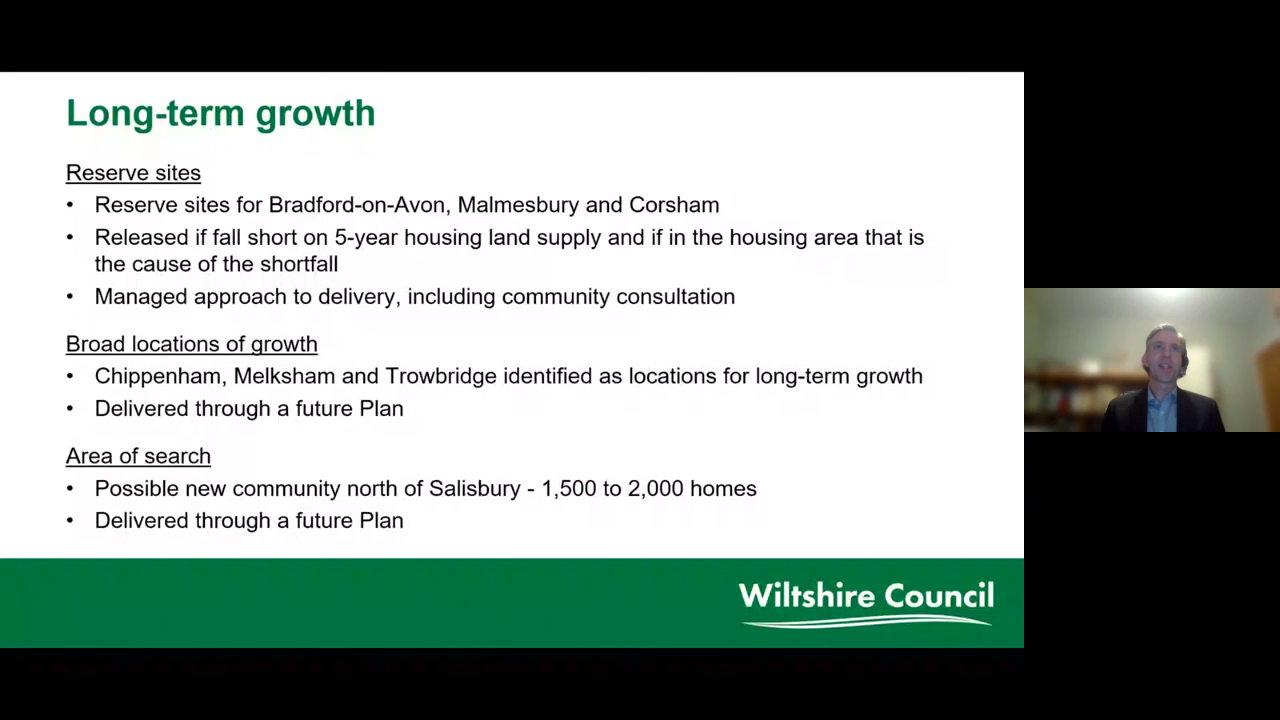 Long-term growth
Reserve sites
• Reserve sites for Bradford-on-Avon, Malmesbury and Corsham
• Released if fall short on 5-year housing land supply and if in the housing area that is
the cause of the shortfall
• Managed approach to delivery, including community consultation
Broad locations of growth
• Chippenham, Melksham and Trowbridge identified as locations for long-term growth
• Delivered through a future Plan
Area of search
• Possible new community north of Salisbury - 1,500 to 2,000 homes
• Delivered through a future Plan
Wiltshire Council